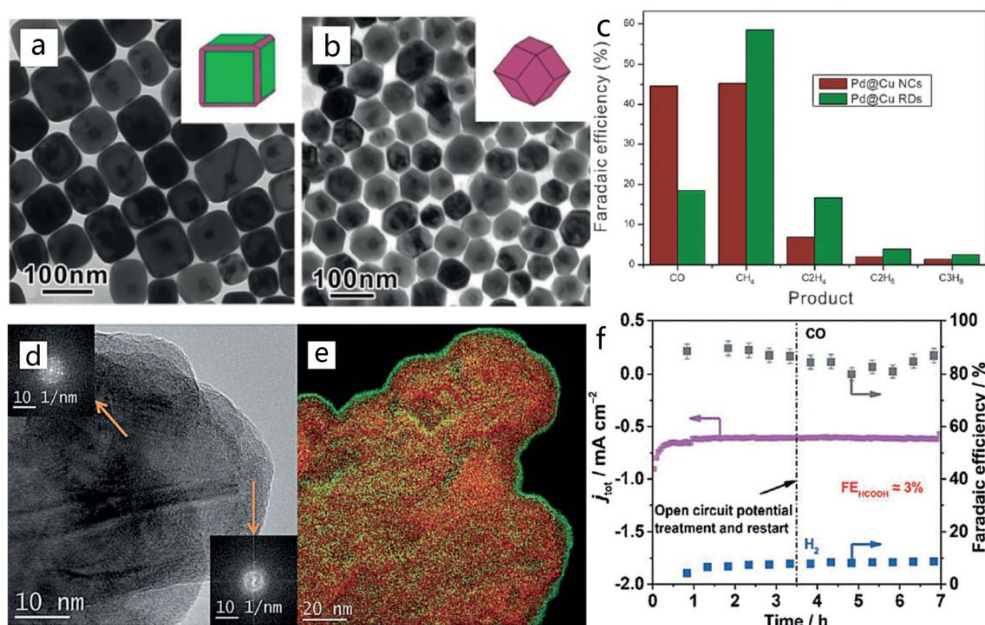 a
100nm
b
100nm
c
Faradaic efficiency (%)
60
50
40
30
20
10
0
Pd@Cu NCs
Pd@Cu RDs
CO
CH₄
C2H₄
C2H₆
C3H₈
Product
d
10 1/nm
10 1/nm
10 nm
e
20 nm
f
jtot / mA cm⁻²
0.5
0.0
-0.5
-1.0
-1.5
-2.0
CO
Open circuit potential
treatment and restart
FEHCOOH ≈ 3%
H₂
0 1 2 3 4 5 6 7
Time / h
100
80
60
40
20
0
Faradaic efficiency / %